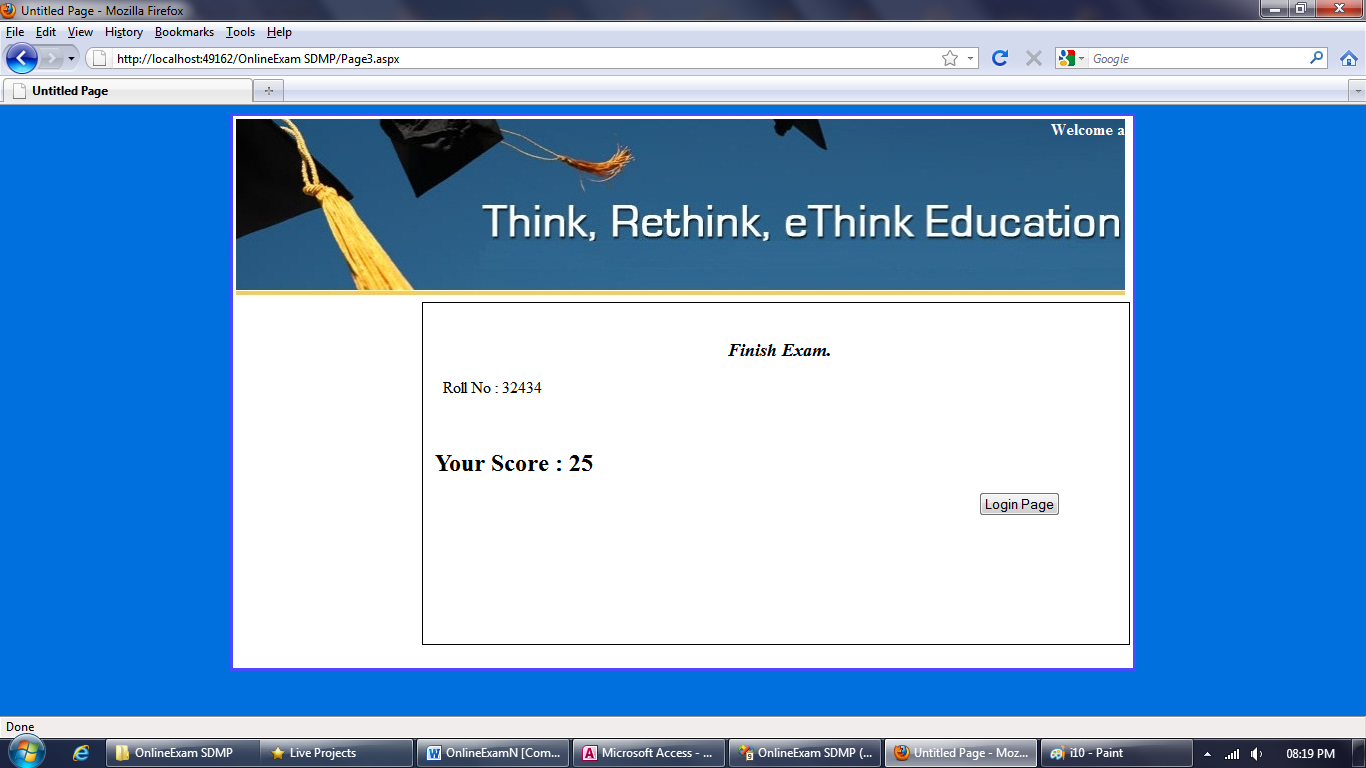 Untitled Page - Mozilla Firefox
File Edit View History Bookmarks Tools Help
http://localhost:49162/OnlineExam SDMP/Page3.aspx
Google
Untitled Page
Welcome a
Think, Rethink, eThink Education
Finish Exam.
Roll No : 32434
Your Score : 25
Login Page
Done
OnlineExam SDMP
Live Projects
OnlineExamN [Com...
Microsoft Access - ...
OnlineExam SDMP (...
Untitled Page - Moz...
i10 - Paint
08:19 PM